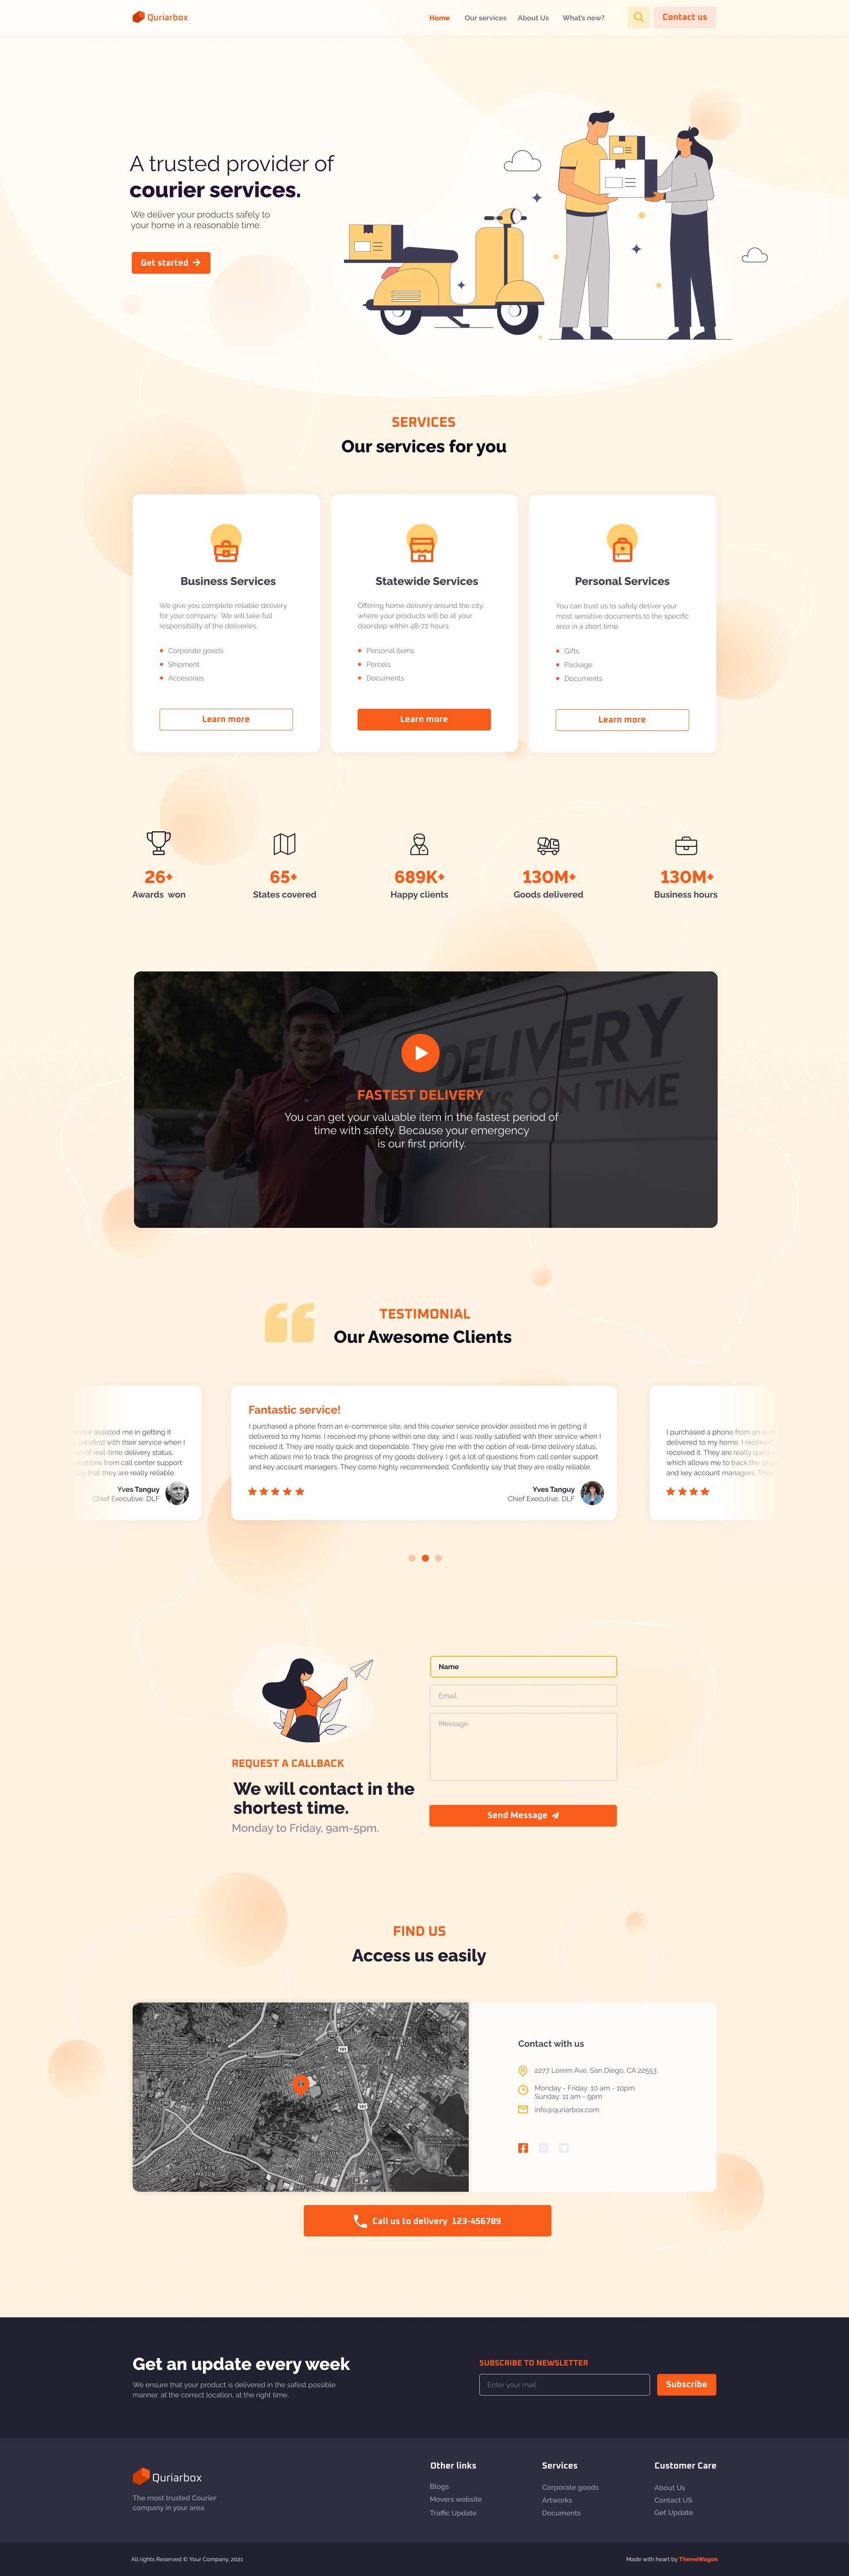 Quriarbox
Home
Our services
About Us
What's new?
Contact us
A trusted provider of
courier services.
We deliver your products safely to
your home in a reasonable time.
Get started
SERVICES
Our services for you
Business Services
We give you complete reliable delivery
for your company. We will take full
responsibility of the deliveries.
Corporate goods
Shipment
Accesories
Learn more
Statewide Services
Offering home delivery around the city,
where your products will be at your
doorstep within 48-72 hours.
Personal items
Percels
Documents
Learn more
Personal Services
You can trust us to safely deliver your
most sensitive documents to the specific
area in a short time.
Gifts
Package
Documents
Learn more
26+
Awards won
65+
States covered
689K+
Happy clients
130M+
Goods delivered
130M+
Business hours
DELIVERY
ALWAYS ON TIME
FASTEST DELIVERY
You can get your valuable item in the fastest period of
time with safety. Because your emergency
is our first priority.
TESTIMONIAL
Our Awesome Clients
assisted me in getting it
with their service when I
of real-time delivery status,
from call center support
that they are really reliable.
Yves Tanguy
Chief Executive, DLF
Fantastic service!
I purchased a phone from an e-commerce site, and this courier service provider assisted me in getting it
delivered to my home. I received my phone within one day, and I was really satisfied with their service when I
received it. They are really quick and dependable. They give me with the option of real-time delivery status,
which allows me to track the progress of my goods delivery. I get a lot of questions from call center support
and key account managers. They come highly recommended. Confidently say that they are really reliable.
Yves Tanguy
Chief Executive, DLF
I purchased a phone from an
delivered to my home. I received
received it. They are really quick
which allows me to track the
and key account managers. They
REQUEST A CALLBACK
We will contact in the
shortest time.
Monday to Friday, 9am-5pm.
Name
Email
Message
Send Message
FIND US
Access us easily
101
101
Contact with us
2277 Lorem Ave, San Diego, CA 22553
Monday - Friday: 10 am - 10pm
Sunday: 11 am - 9pm
info@quriarbox.com
Call us to delivery 123-456789
Get an update every week
We ensure that your product is delivered in the safest possible
manner, at the correct location, at the right time.
SUBSCRIBE TO NEWSLETTER
Enter your mail
Subscribe
Quriarbox
The most trusted Courier
company in your area.
Other links
Blogs
Movers website
Traffic Update
Services
Corporate goods
Artworks
Documents
Customer Care
About Us
Contact US
Get Update
All rights Reserved © Your Company, 2021
Made with heart by ThemeWagon